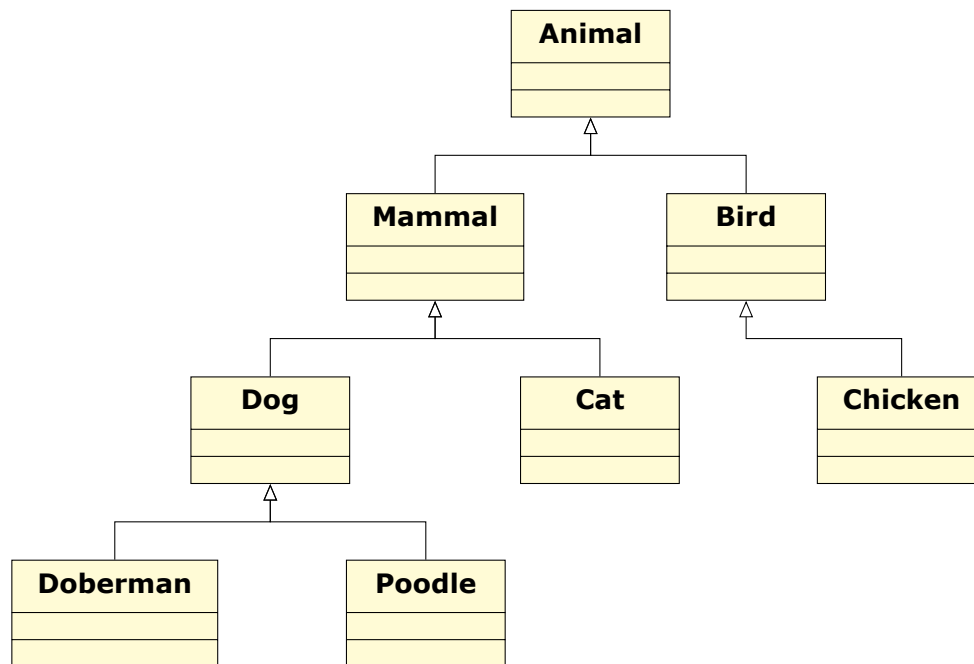 Animal
Mammal
Bird
Dog
Cat
Chicken
Doberman
Poodle